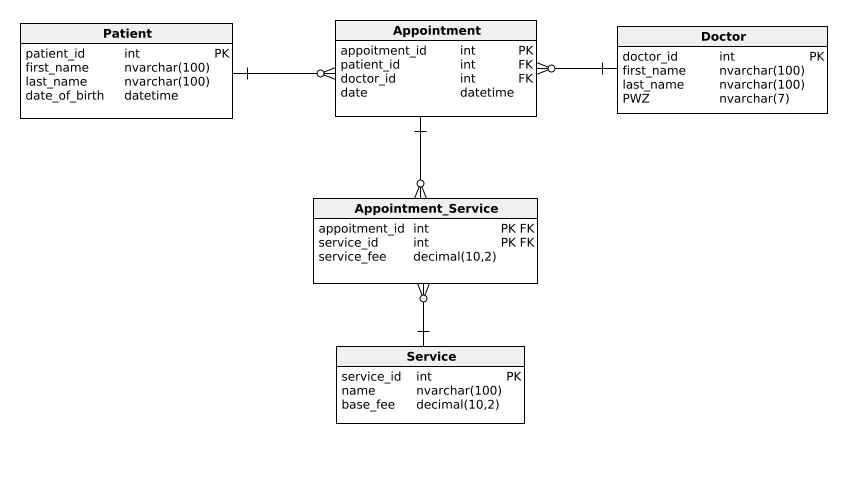 Patient
patient_id int PK
first_name nvarchar(100)
last_name nvarchar(100)
date_of_birth datetime
Appointment
appoitment_id int PK
patient_id int FK
doctor_id int FK
date datetime
Doctor
doctor_id int PK
first_name nvarchar(100)
last_name nvarchar(100)
PWZ nvarchar(7)
Appointment_Service
appoitment_id int PK FK
service_id int PK FK
service_fee decimal(10,2)
Service
service_id int PK
name nvarchar(100)
base_fee decimal(10,2)